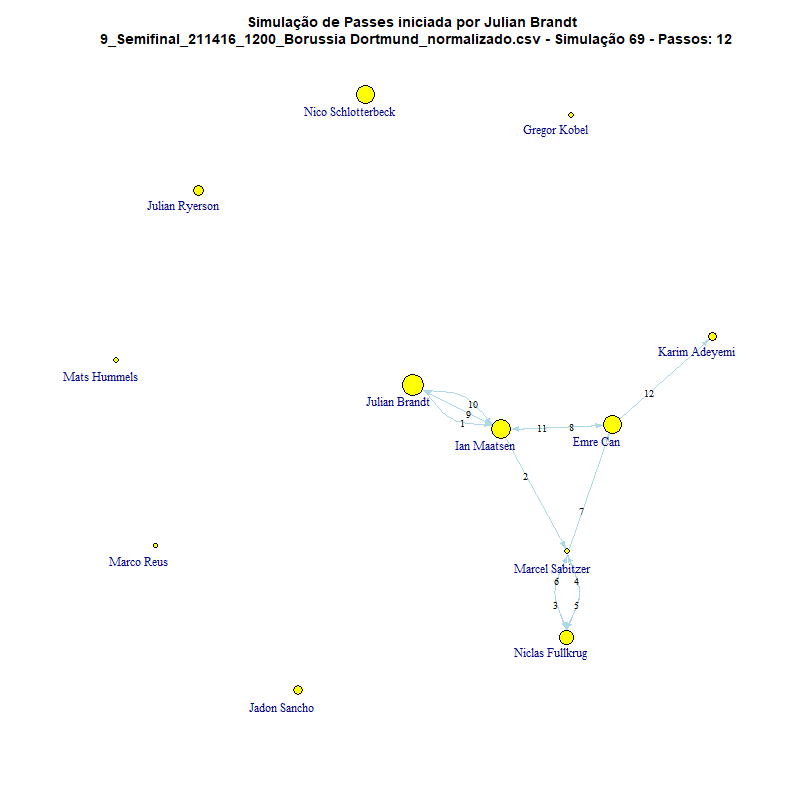 Simulação de Passes iniciada por Julian Brandt
9_Semifinal_211416_1200_Borussia Dortmund_normalizado.csv - Simulação 69 - Passos: 12
Nico Schlotterbeck
Gregor Kobel
Julian Ryerson
Karim Adeyemi
Mats Hummels
12
Julian Brandt
10
9
1
11
8
Ian Maatsen
Emre Can
2
7
Marco Reus
Marcel Sabitzer
6
4
3
5
Niclas Fullkrug
Jadon Sancho